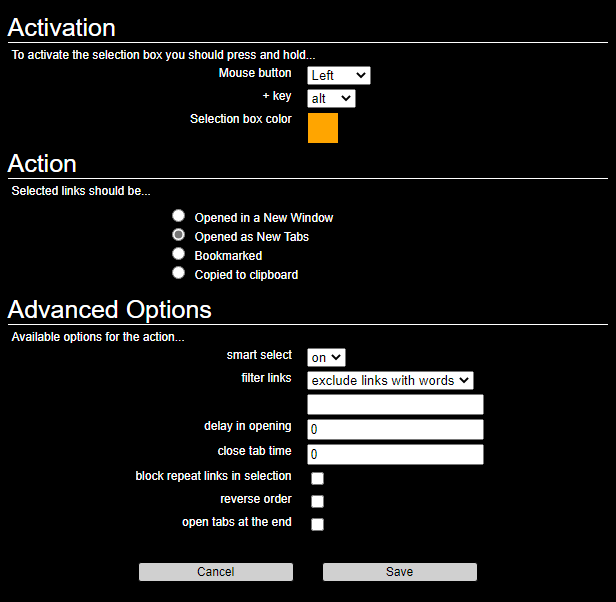 Activation
To activate the selection box you should press and hold...
Mouse button Left
+ key alt
Selection box color
Action
Selected links should be...
Opened in a New Window
Opened as New Tabs
Bookmarked
Copied to clipboard
Advanced Options
Available options for the action...
smart select on
filter links exclude links with words
delay in opening 0
close tab time 0
block repeat links in selection
reverse order
open tabs at the end
Cancel Save